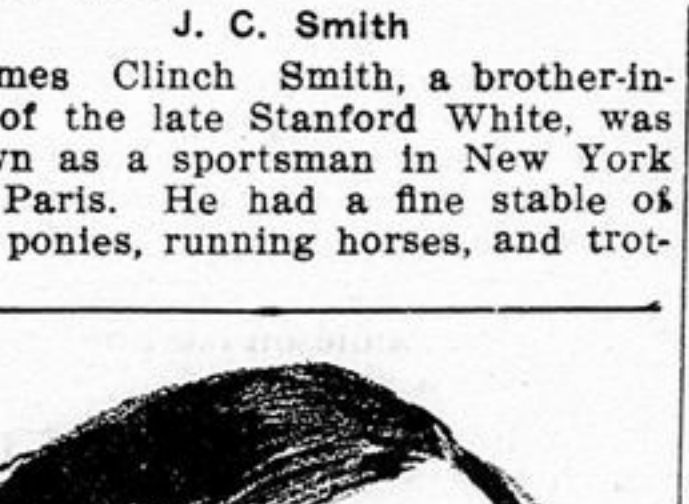 J. C. Smith
mes Clinch Smith, a brother-in-
of the late Stanford White, was
wn as a sportsman in New York
Paris. He had a fine stable of
ponies, running horses, and trot-